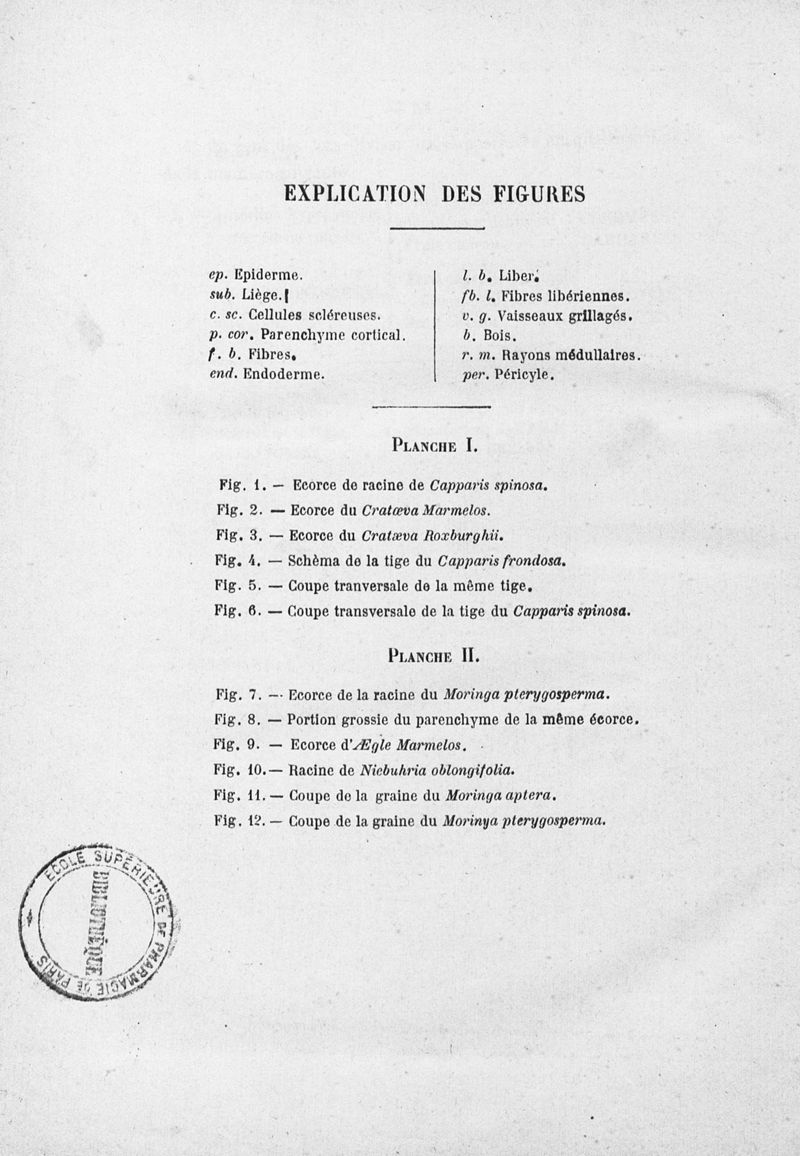 EXPLICATION DES FIGURES
ep. Epiderme.
sub. Liège.
c. sc. Cellules scléreuses.
p. cor. Parenchyme cortical.
f. b. Fibres.
end. Endoderme.
l. b. Liber.
fb. l. Fibres libériennes.
v. g. Vaisseaux grillagés.
b. Bois.
r. m. Rayons médullaires.
per. Péricyle.
PLANCHE I.
Fig. 1. — Ecorce de racine de Capparis spinosa.
Fig. 2. — Ecorce du Cratœva Marmelos.
Fig. 3. — Ecorce du Cratæva Roxburghii.
Fig. 4. — Schèma de la tige du Capparis frondosa.
Fig. 5. — Coupe tranversale de la même tige.
Fig. 6. — Coupe transversale de la tige du Capparis spinosa.
PLANCHE II.
Fig. 7. — Ecorce de la racine du Moringa pterygosperma.
Fig. 8. — Portion grossie du parenchyme de la même écorce.
Fig. 9. — Ecorce d'Ægle Marmelos.
Fig. 10. — Racine de Niebuhria oblongifolia.
Fig. 11. — Coupe de la graine du Moringa aptera.
Fig. 12. — Coupe de la graine du Morinya pterygosperma.
ECOLE SUPÉRIEURE DE PHARMACIE DE PARIS
BIBLIOTHÈQUE